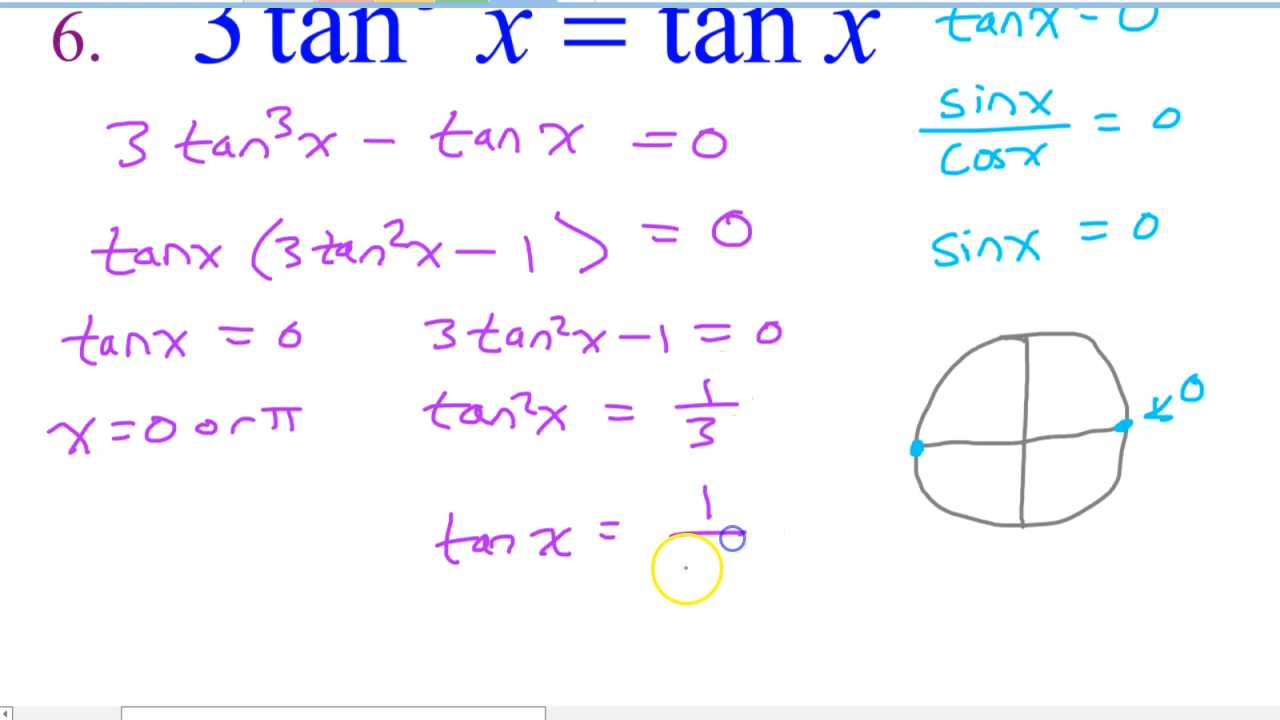 6. 3 tan³ x = tan x
3 tan³x - tan x = 0
tanx (3tan²x - 1) = 0
tanx = 0 3tan²x - 1 = 0
x = 0 or π tan²x = 1/3
tan x = 1
tanx = 0
sinx/cosx = 0
sinx = 0
0